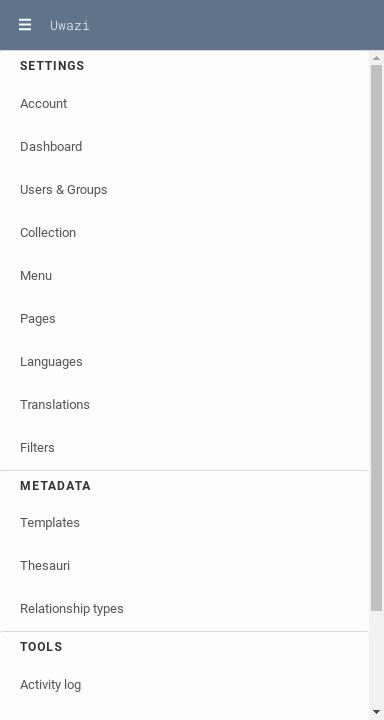 Uwazi
SETTINGS
Account
Dashboard
Users & Groups
Collection
Menu
Pages
Languages
Translations
Filters
METADATA
Templates
Thesauri
Relationship types
TOOLS
Activity log